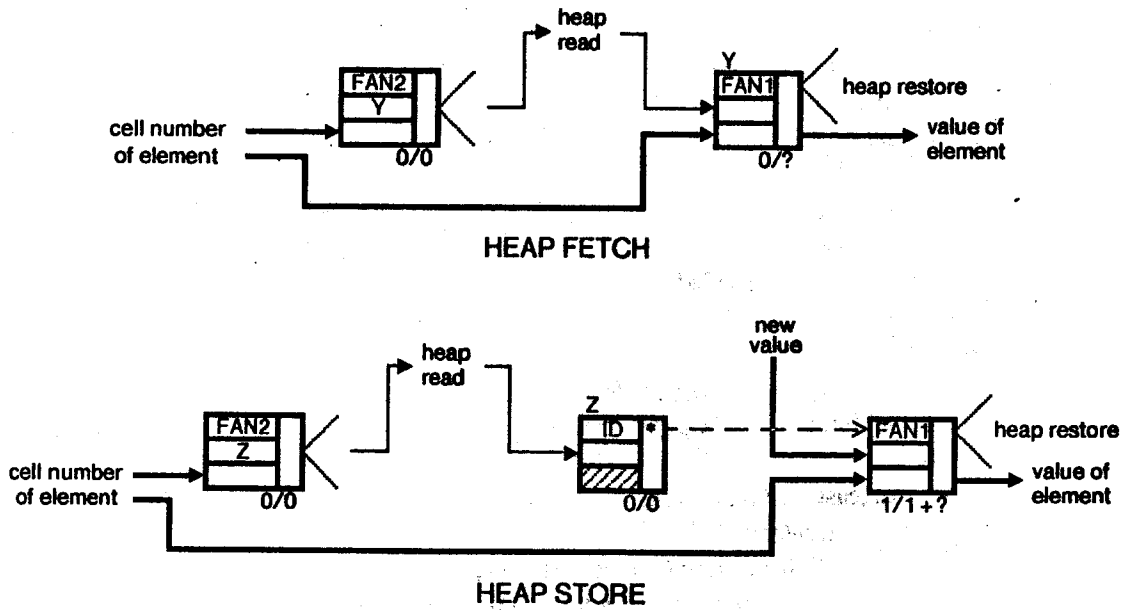 heap
read
Y
FAN2
Y
FAN1
heap restore
cell number
of element
value of
element
0/0
0/?
HEAP FETCH
new
value
heap
read
Z
FAN2
Z
ID
*
FAN1
heap restore
cell number
of element
value of
element
0/0
0/0
1/1+?
HEAP STORE